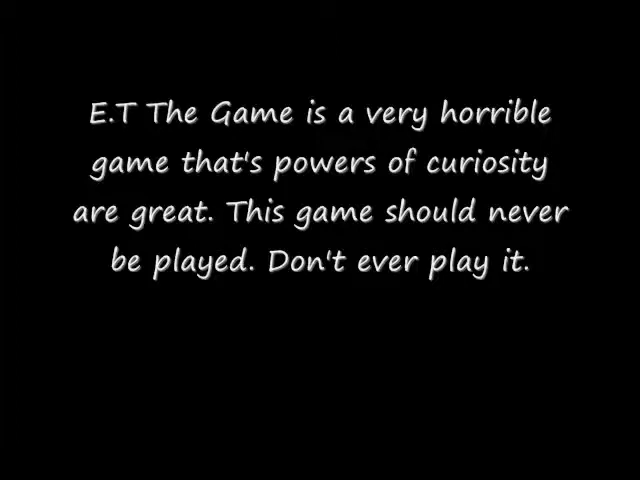 E.T The Game is a very horrible
game that's powers of curiosity
are great. This game should never
be played. Don't ever play it.